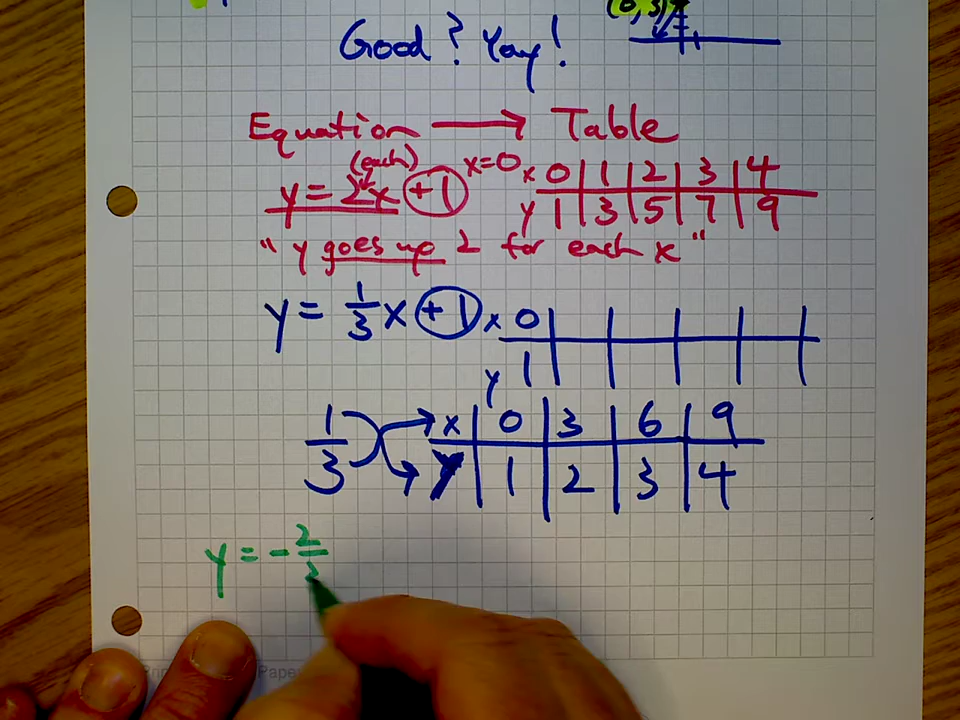 (0, 3)
Good? Yay!
Equation → Table
(each)
y = 2x +1 x=0 x 0 1 2 3 4
y 1 3 5 7 9
"y goes up 2 for each x"
y = 1/3 x +1 x 0
y 1
1/3 x 0 3 6 9
y 1 2 3 4
y = - 2/
Paper